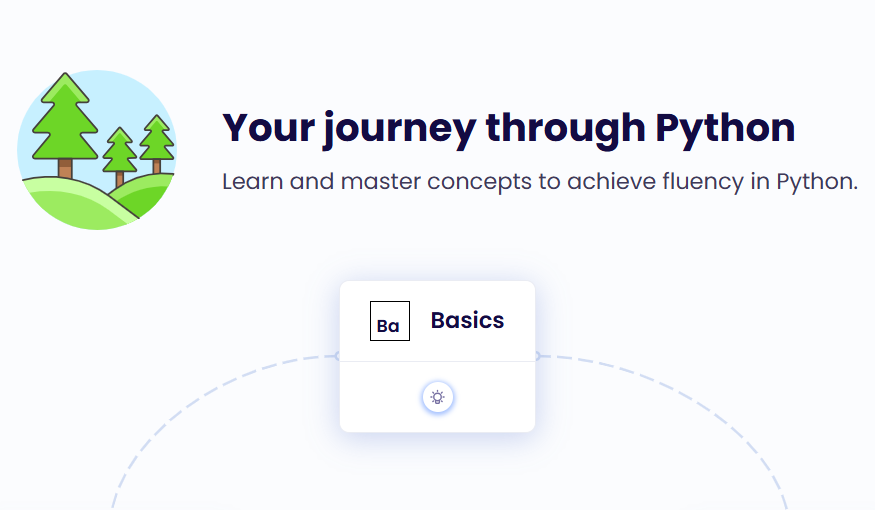 Your journey through Python
Learn and master concepts to achieve fluency in Python.
Ba Basics